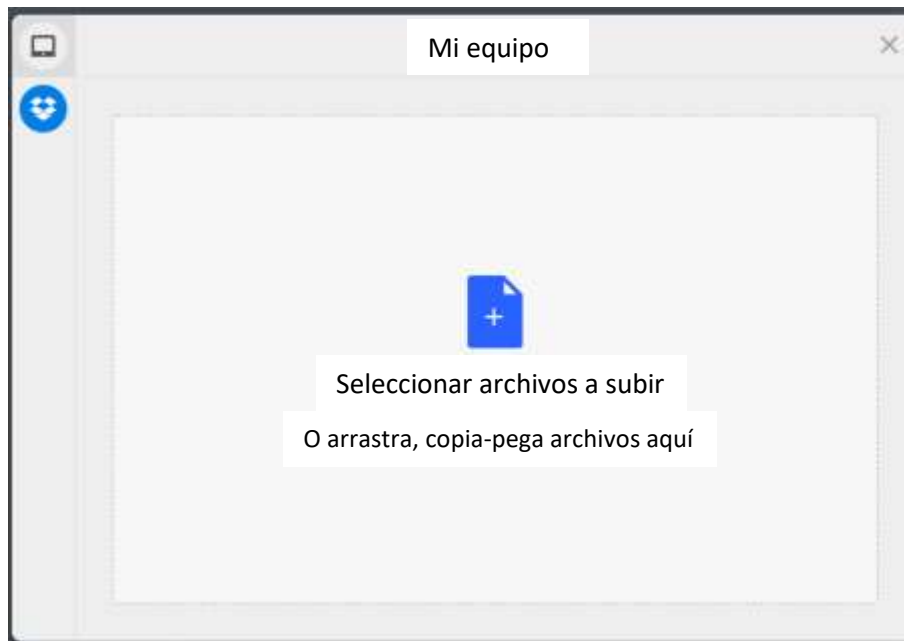 Mi equipo
Seleccionar archivos a subir
O arrastra, copia-pega archivos aquí